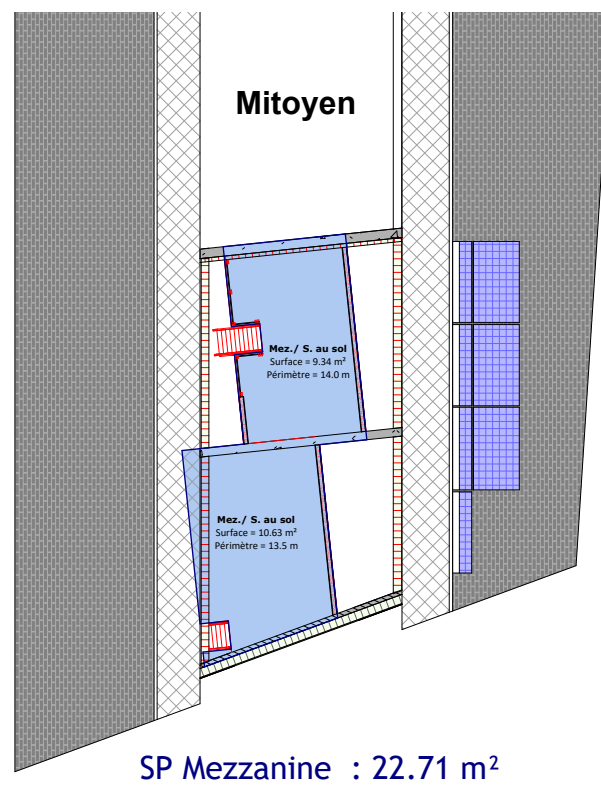 Mitoyen
Mez./ S. au sol
Surface = 9.34 m²
Périmètre = 14.0 m
Mez./ S. au sol
Surface = 10.63 m²
Périmètre = 13.5 m
SP Mezzanine : 22.71 m²